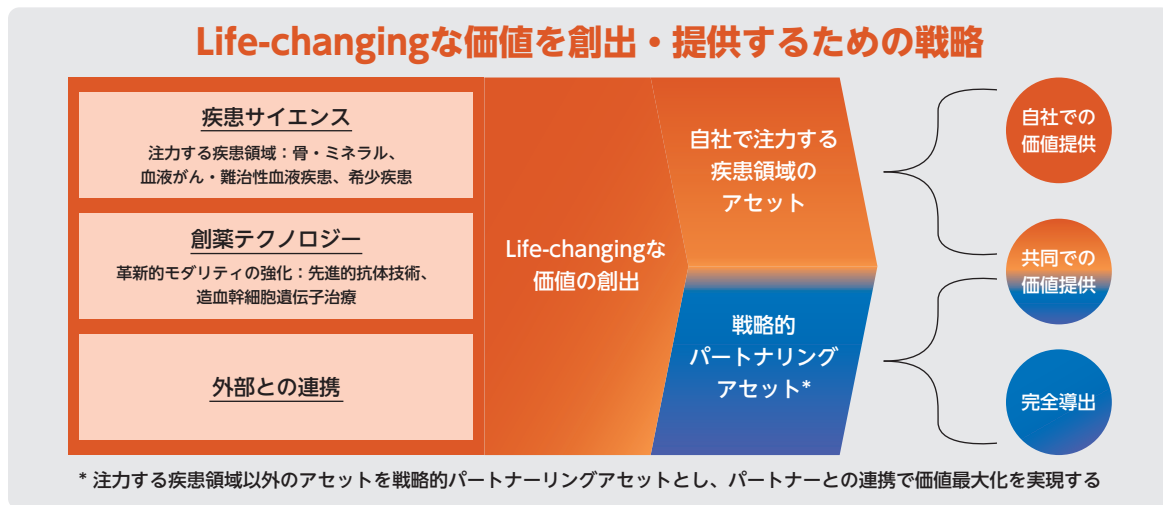 Life-changingな価値を創出・提供するための戦略
疾患サイエンス
注力する疾患領域：骨・ミネラル、
血液がん・難治性血液疾患、希少疾患
創薬テクノロジー
革新的モダリティの強化：先進的抗体技術、
造血幹細胞遺伝子治療
外部との連携
Life-changingな
価値の創出
自社で注力する
疾患領域の
アセット
戦略的
パートナリング
アセット*
自社での
価値提供
共同での
価値提供
完全導出
* 注力する疾患領域以外のアセットを戦略的パートナーリングアセットとし、パートナーとの連携で価値最大化を実現する